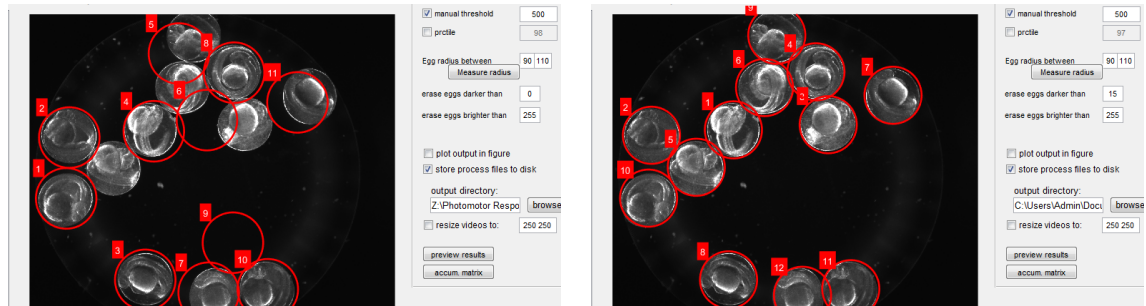 5
8
11
2
4
6
1
9
3
7
10
manual threshold 500
prctile 98
Egg radius between 90 110
Measure radius
erase eggs darker than 0
erase eggs brighter than 255
plot output in figure
store process files to disk
output directory:
Z:\Photomotor Respo browse
resize videos to: 250 250
preview results
accum. matrix
9
4
6
7
2
1
3
5
10
8
12
11
manual threshold 500
prctile 97
Egg radius between 90 110
Measure radius
erase eggs darker than 15
erase eggs brighter than 255
plot output in figure
store process files to disk
output directory:
C:\Users\Admin\Docu browse
resize videos to: 250 250
preview results
accum. matrix